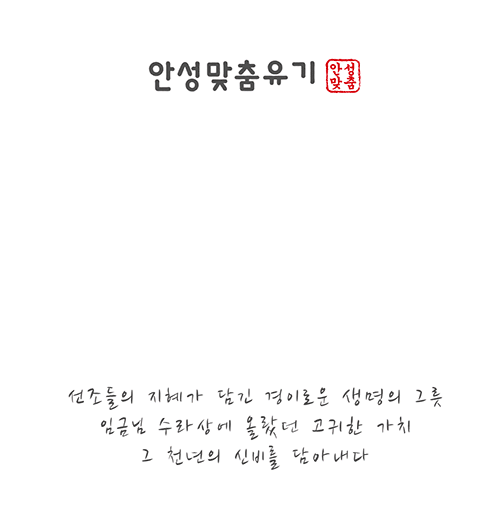 안성맞춤유기
안성
맞춤
선조들의 지혜가 담긴 경이로운 생명의 그릇
임금님 수라상에 올랐던 고귀한 가치
그 천년의 신비를 담아내다